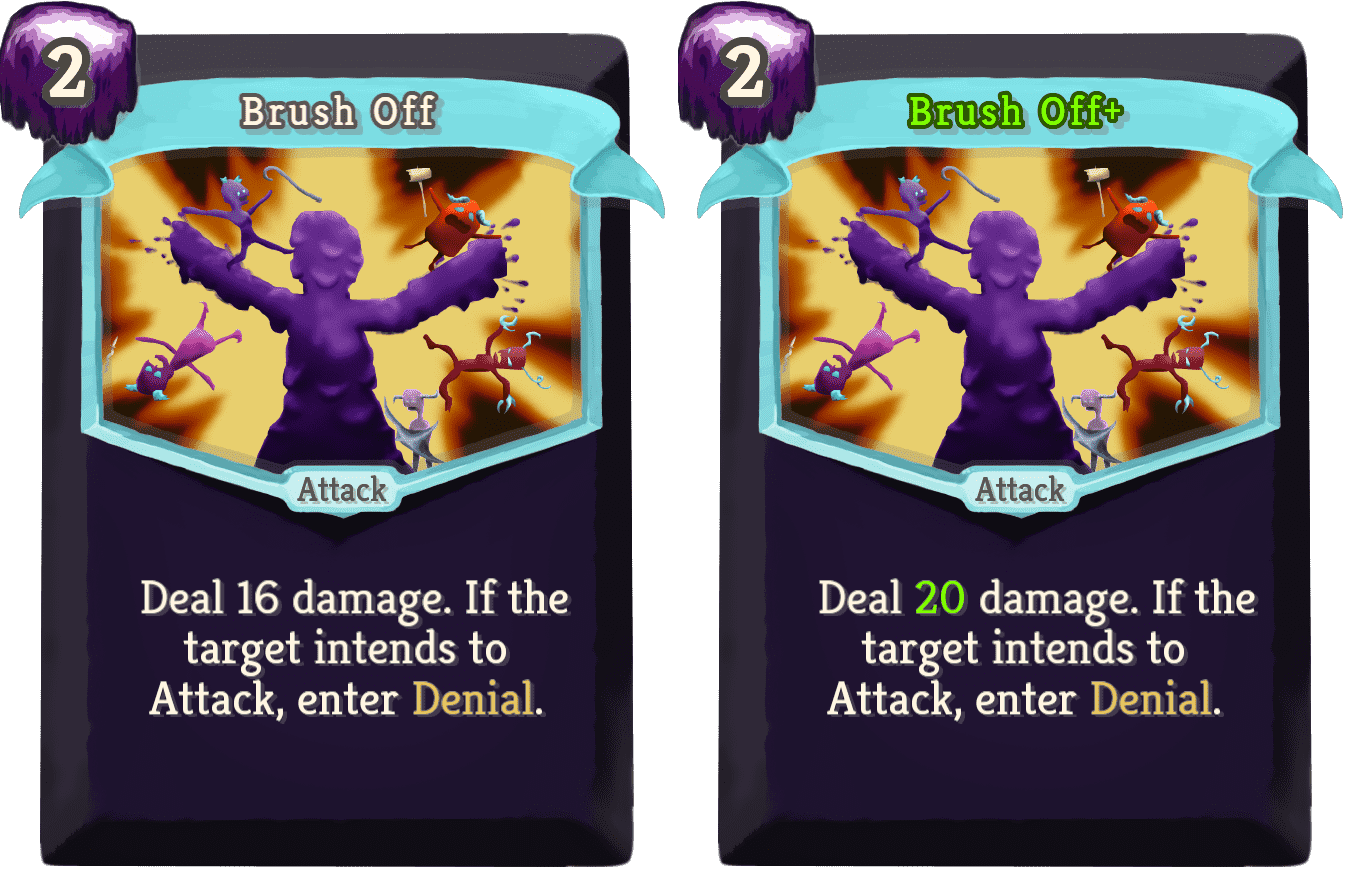 2
Brush Off
Attack
Deal 16 damage. If the
target intends to
Attack, enter Denial.
2
Brush Off+
Attack
Deal 20 damage. If the
target intends to
Attack, enter Denial.